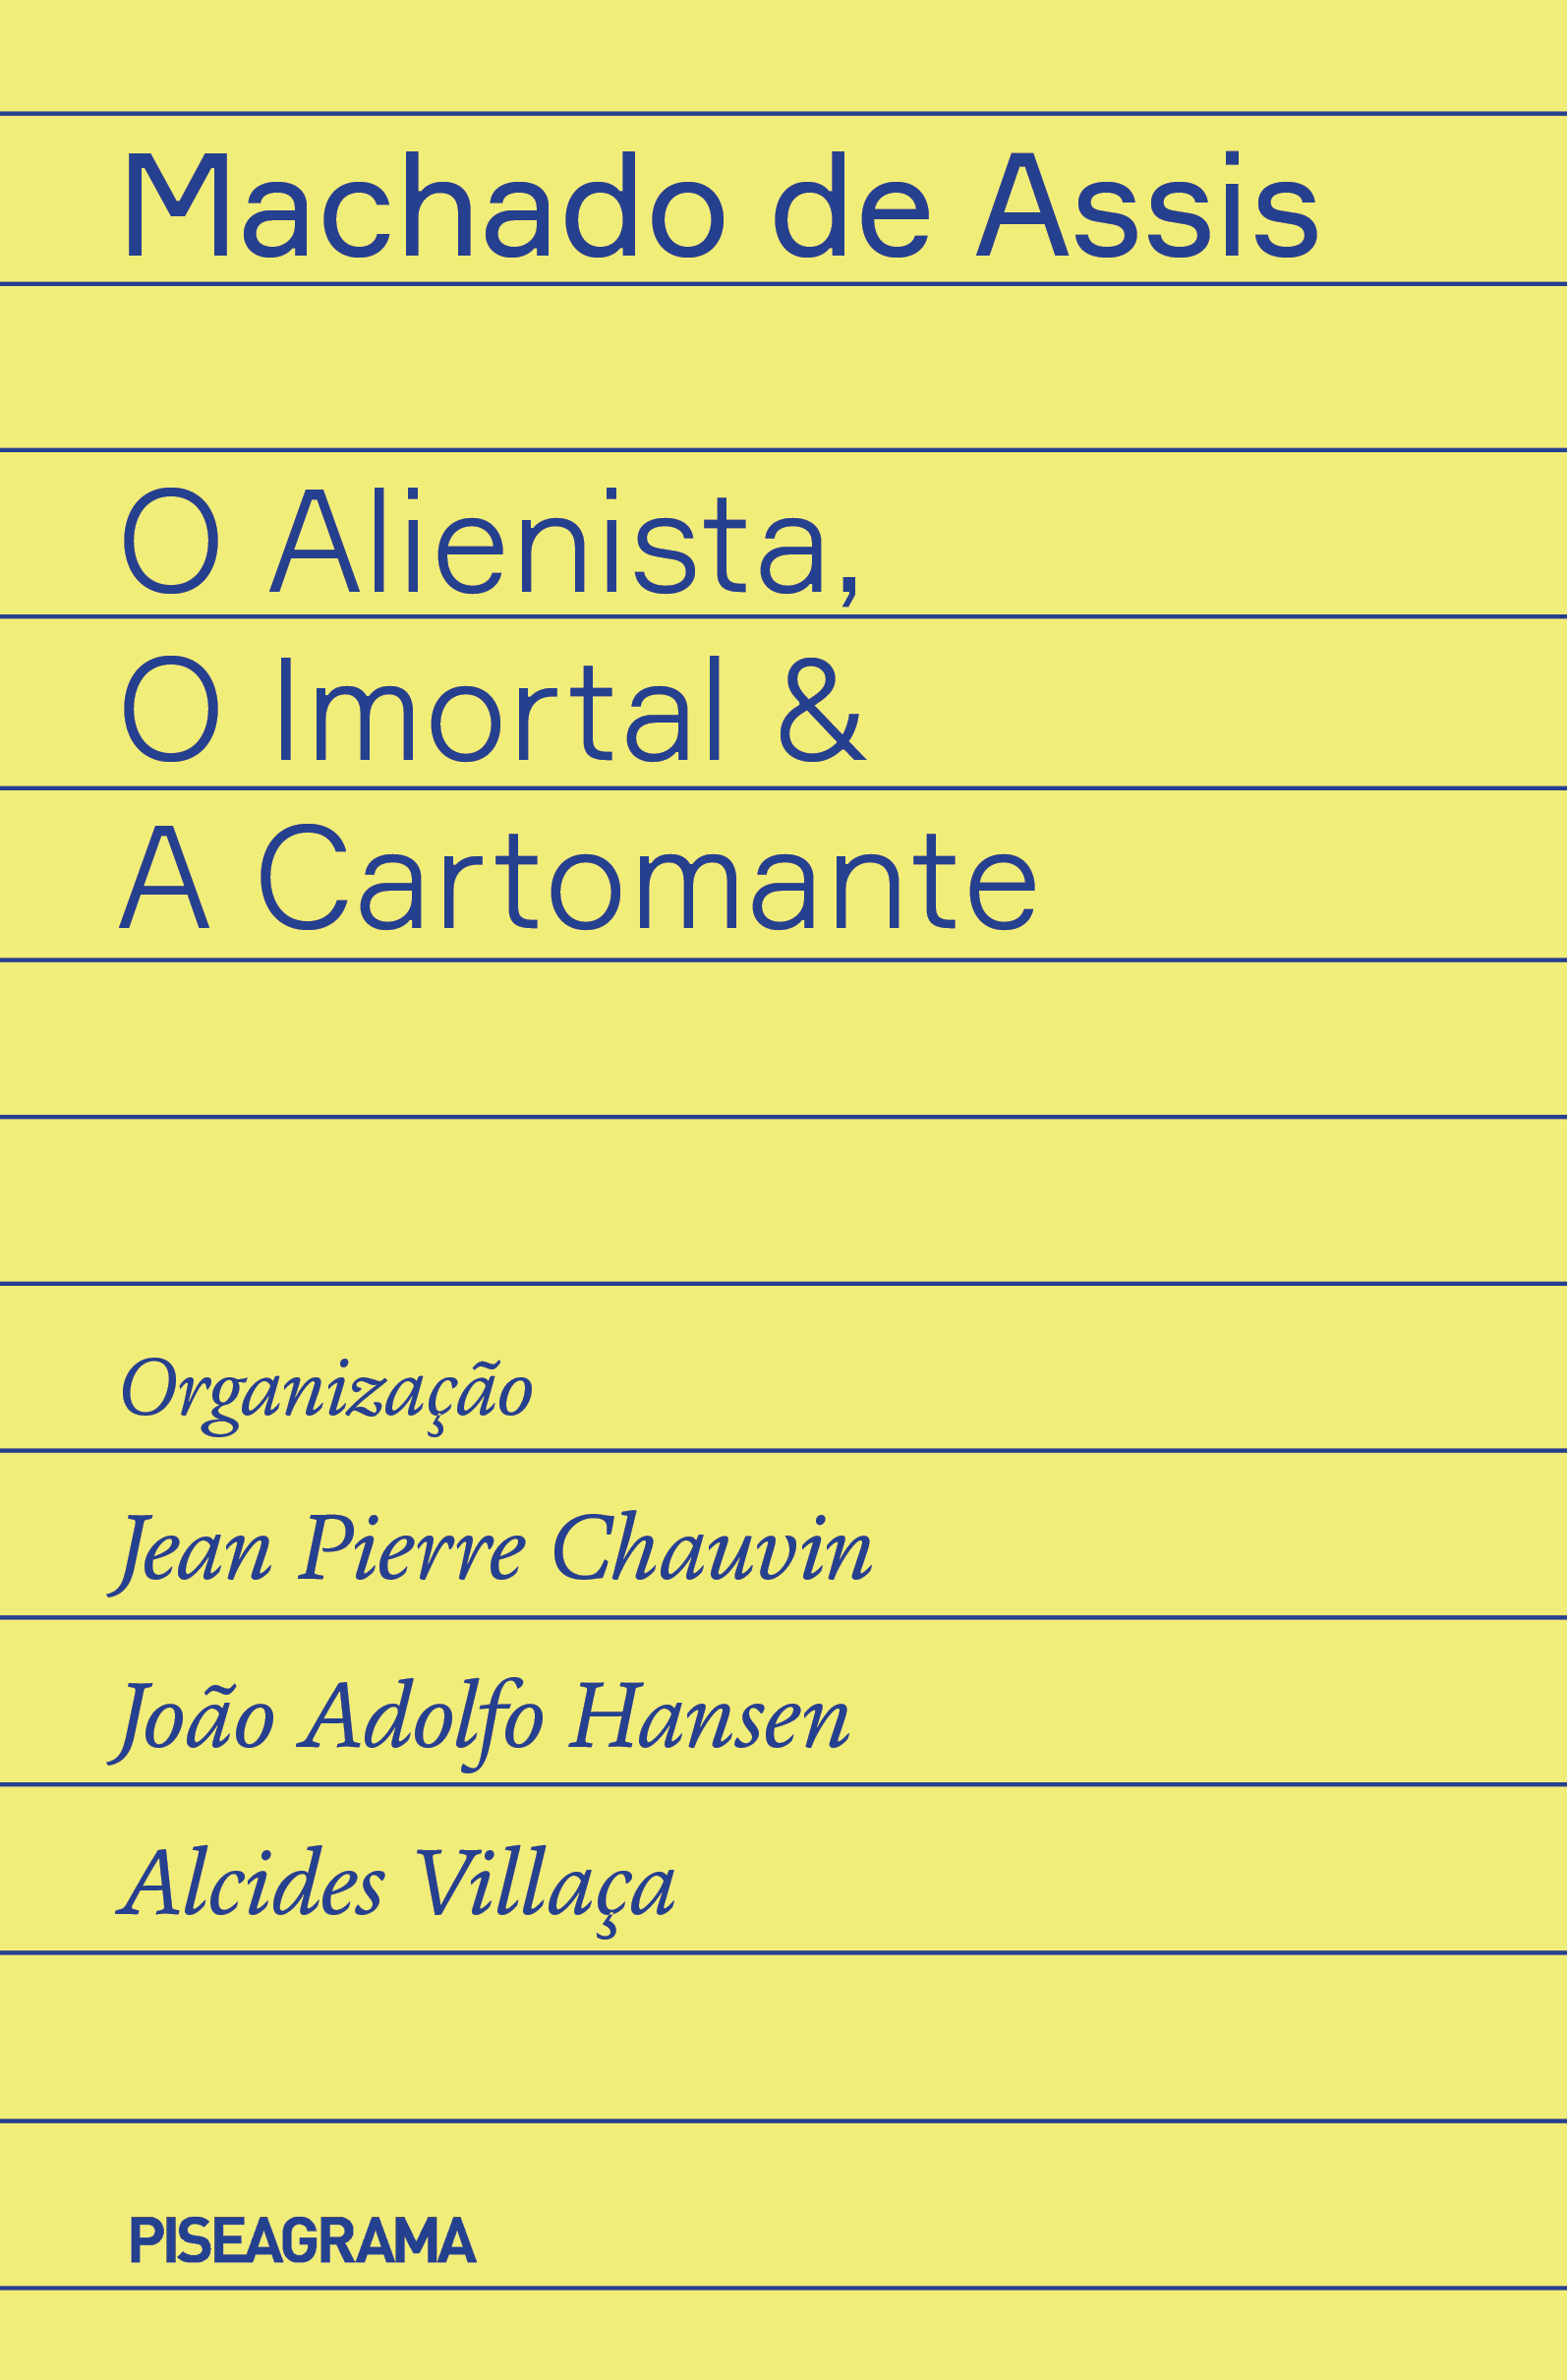 Machado de Assis
O Alienista,
O Imortal &
A Cartomante
Organização
Jean Pierre Chauvin
João Adolfo Hansen
Alcides Villaça
PISEAGRAMA